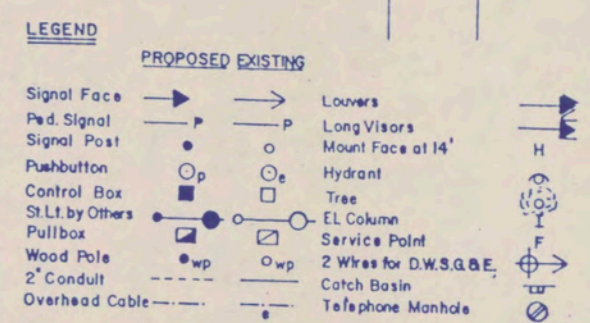 LEGEND
PROPOSED EXISTING
Signal Face
Ped. Signal P P
Signal Post
Pushbutton p e
Control Box
St.Lt. by Others
Pullbox
Wood Pole wp wp
2" Conduit
Overhead Cable e
Louvers
Long Visors
Mount Face at 14' H
Hydrant
Tree
EL Column I
Service Point F
2 Wires for D.W.S.G.& E.
Catch Basin
Telephone Manhole